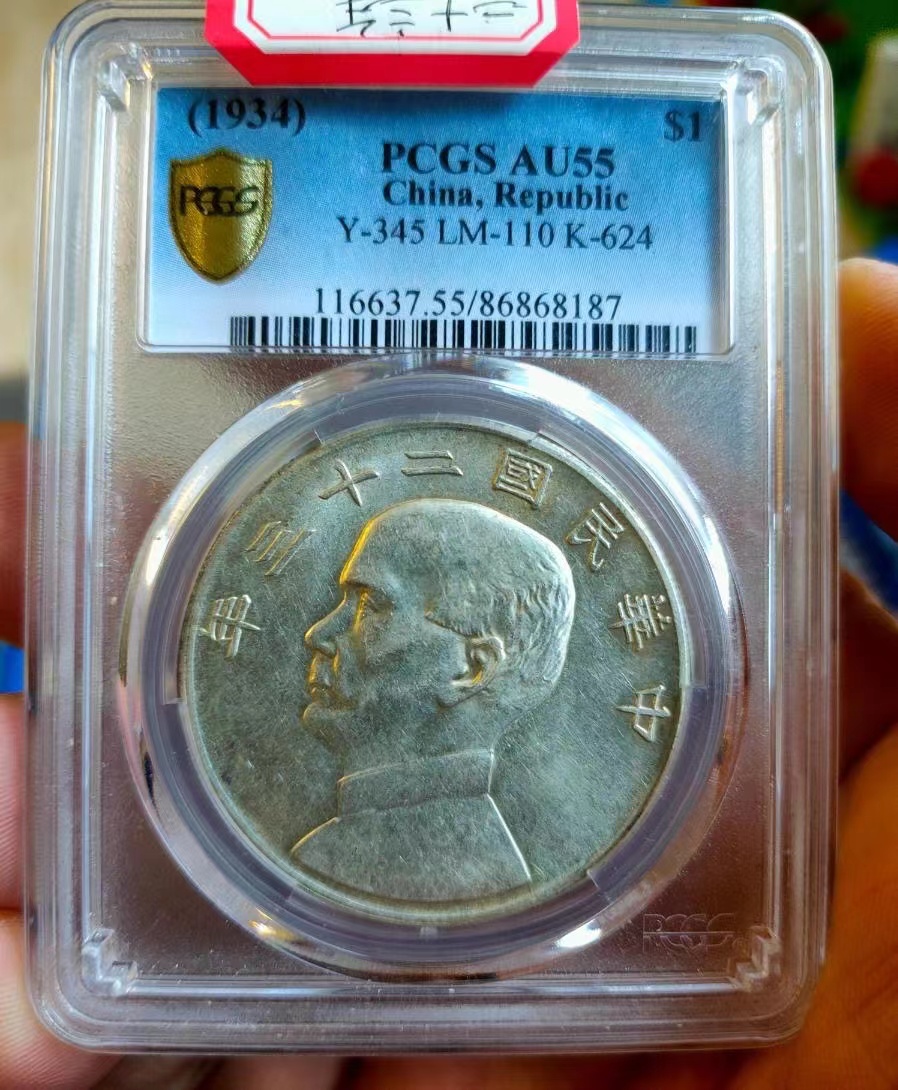 (1934) $1
PCGS AU55
China, Republic
PCGS
Y-345 LM-110 K-624
116637.55/86868187
中華民國二十三年
PCGS